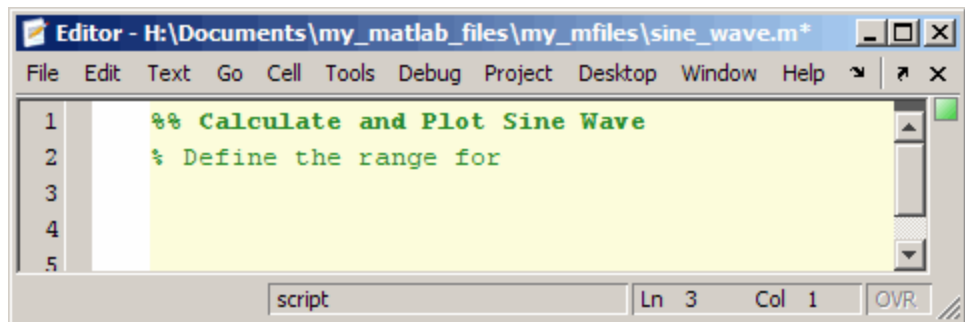 Editor - H:\Documents\my_matlab_files\my_mfiles\sine_wave.m*
File Edit Text Go Cell Tools Debug Project Desktop Window Help
1 %% Calculate and Plot Sine Wave
2 % Define the range for
3
4
5
script Ln 3 Col 1 OVR